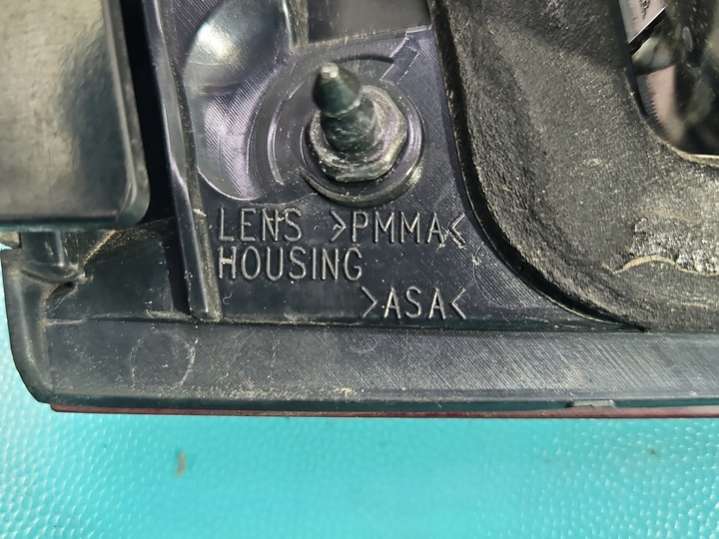 LENS >PMMA<
HOUSING
>ASA<